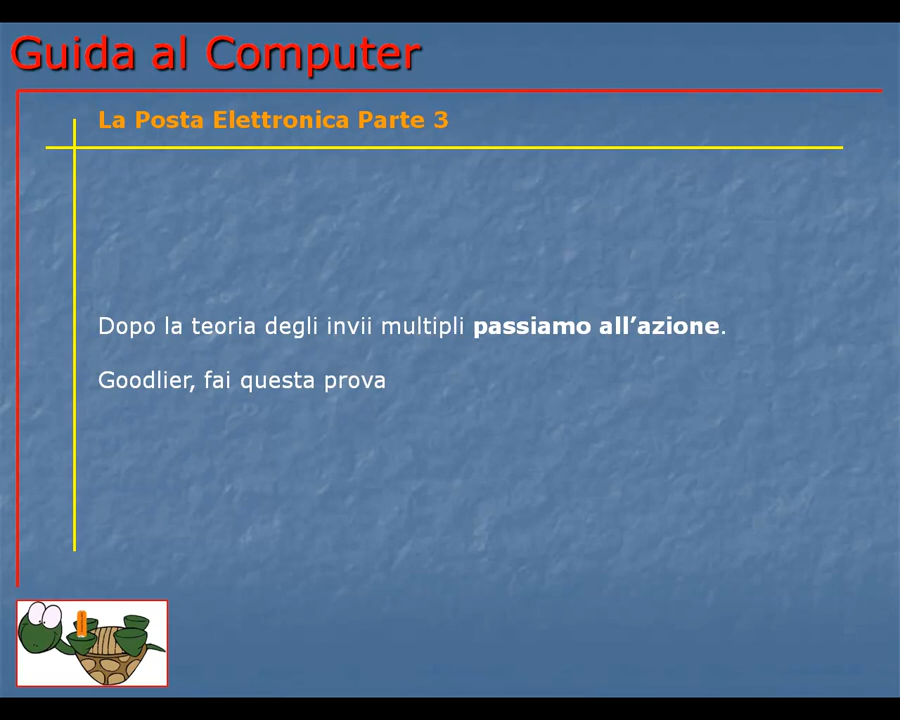 Guida al Computer
La Posta Elettronica Parte 3
Dopo la teoria degli invii multipli passiamo all’azione.
Goodlier, fai questa prova